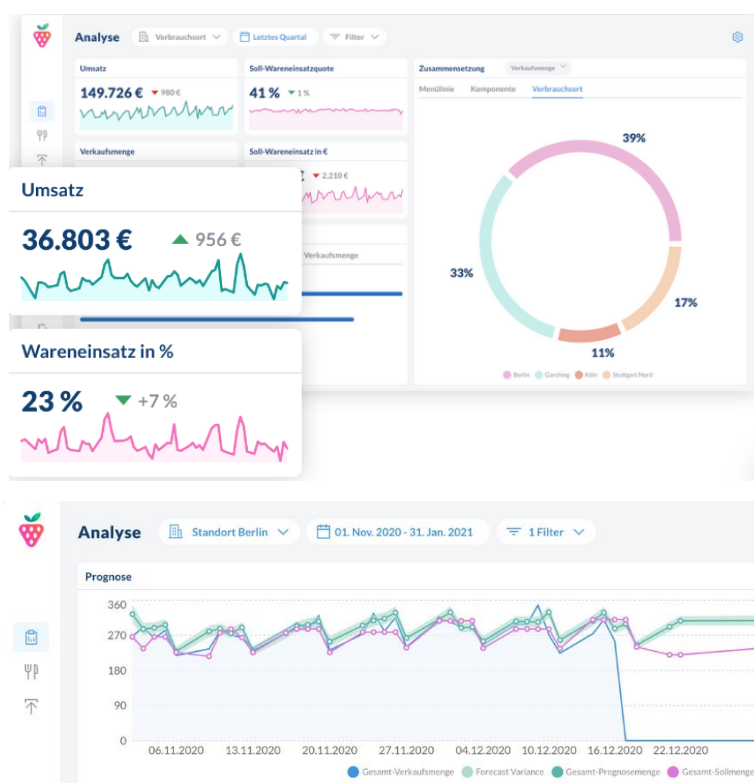 Analyse
Verbrauchsort
Letztes Quartal
Filter
Umsatz
149.726 €
980 €
Soll-Wareneinsatzquote
41 %
1 %
Verkaufsmenge
Soll-Wareneinsatz in €
€
2.210 €
Verkaufsmenge
Zusammensetzung
Verkaufsmenge
Menülinie
Komponente
Verbrauchsort
39%
33%
17%
11%
Berlin
Garching
Köln
Stuttgart Nord
Umsatz
36.803 €
956 €
Wareneinsatz in %
23 %
+7 %
Analyse
Standort Berlin
01. Nov. 2020 - 31. Jan. 2021
1 Filter
Prognose
360
270
180
90
0
06.11.2020
13.11.2020
20.11.2020
27.11.2020
04.12.2020
10.12.2020
16.12.2020
22.12.2020
Gesamt-Verkaufsmenge
Forecast Variance
Gesamt-Prognosemenge
Gesamt-Sollmenge